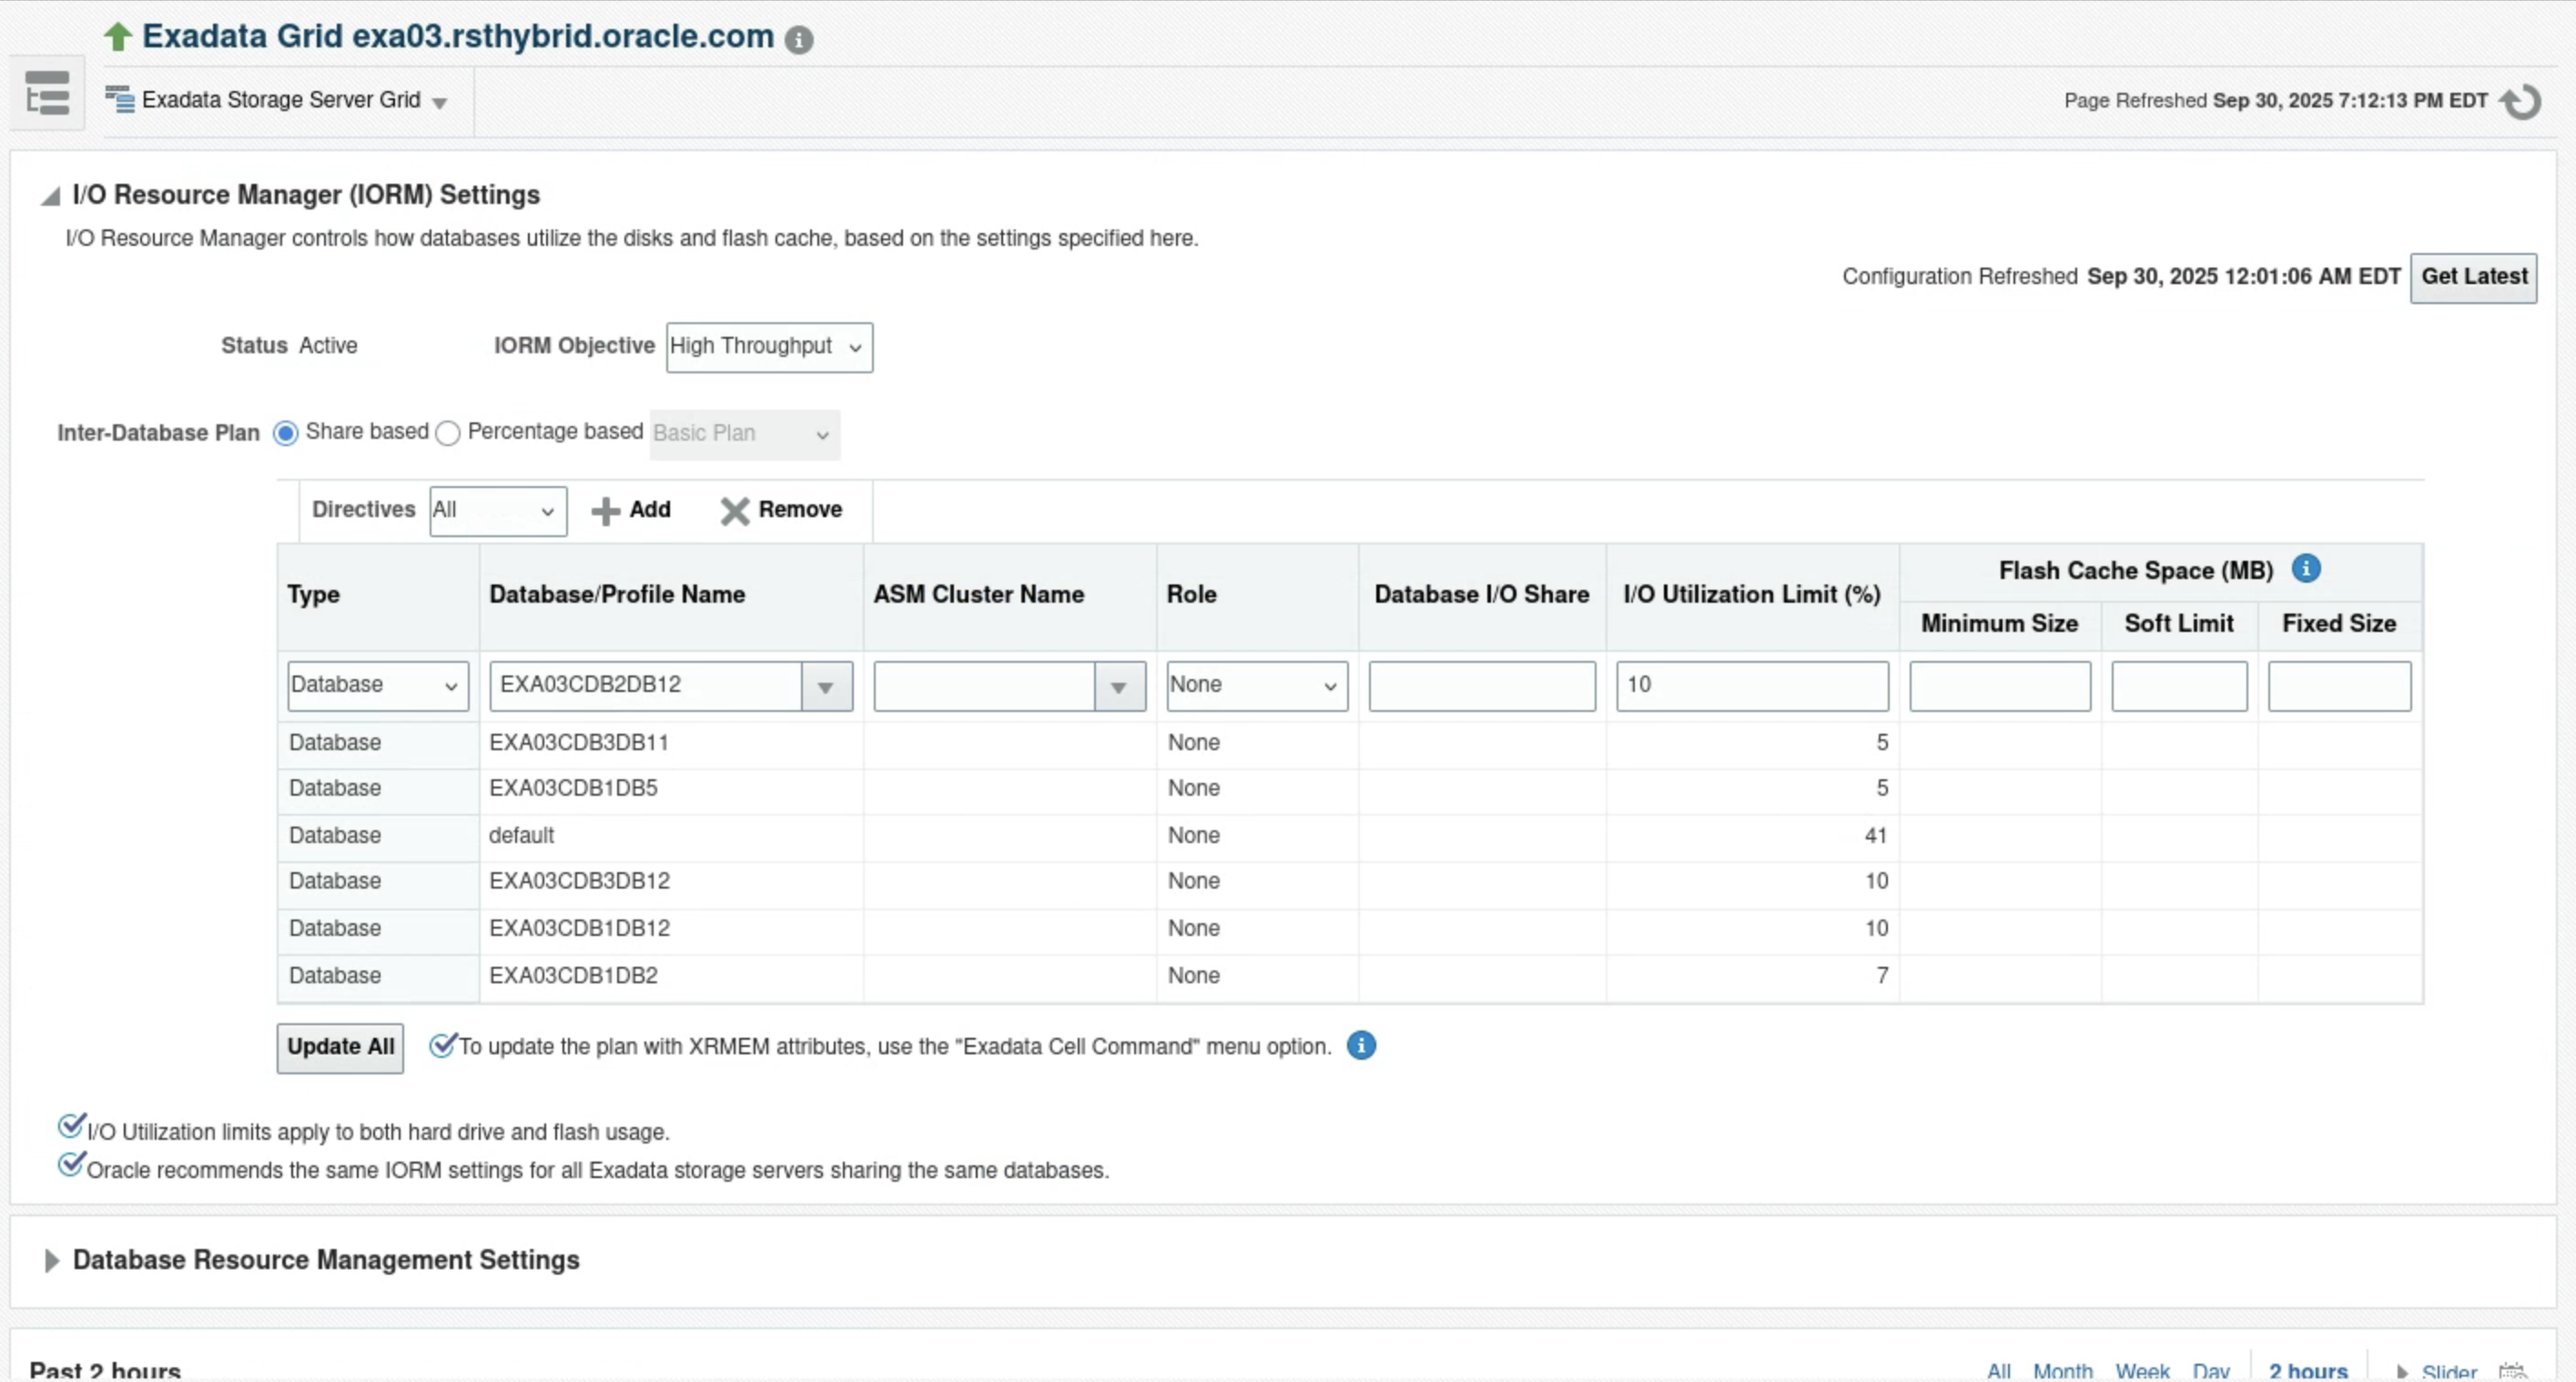 Exadata Grid exa03.rsthybrid.oracle.com
Exadata Storage Server Grid
Page Refreshed Sep 30, 2025 7:12:13 PM EDT
I/O Resource Manager (IORM) Settings
I/O Resource Manager controls how databases utilize the disks and flash cache, based on the settings specified here.
Configuration Refreshed Sep 30, 2025 12:01:06 AM EDT Get Latest
Status Active IORM Objective High Throughput
Inter-Database Plan Share based Percentage based Basic Plan
Directives All Add Remove
Type Database/Profile Name ASM Cluster Name Role Database I/O Share I/O Utilization Limit (%) Flash Cache Space (MB)
Minimum Size Soft Limit Fixed Size
Database EXA03CDB2DB12 None 10
Database EXA03CDB3DB11 None 5
Database EXA03CDB1DB5 None 5
Database default None 41
Database EXA03CDB3DB12 None 10
Database EXA03CDB1DB12 None 10
Database EXA03CDB1DB2 None 7
Update All To update the plan with XRMEM attributes, use the "Exadata Cell Command" menu option.
I/O Utilization limits apply to both hard drive and flash usage.
Oracle recommends the same IORM settings for all Exadata storage servers sharing the same databases.
Database Resource Management Settings
Past 2 hours All Month Week Day 2 hours Slider